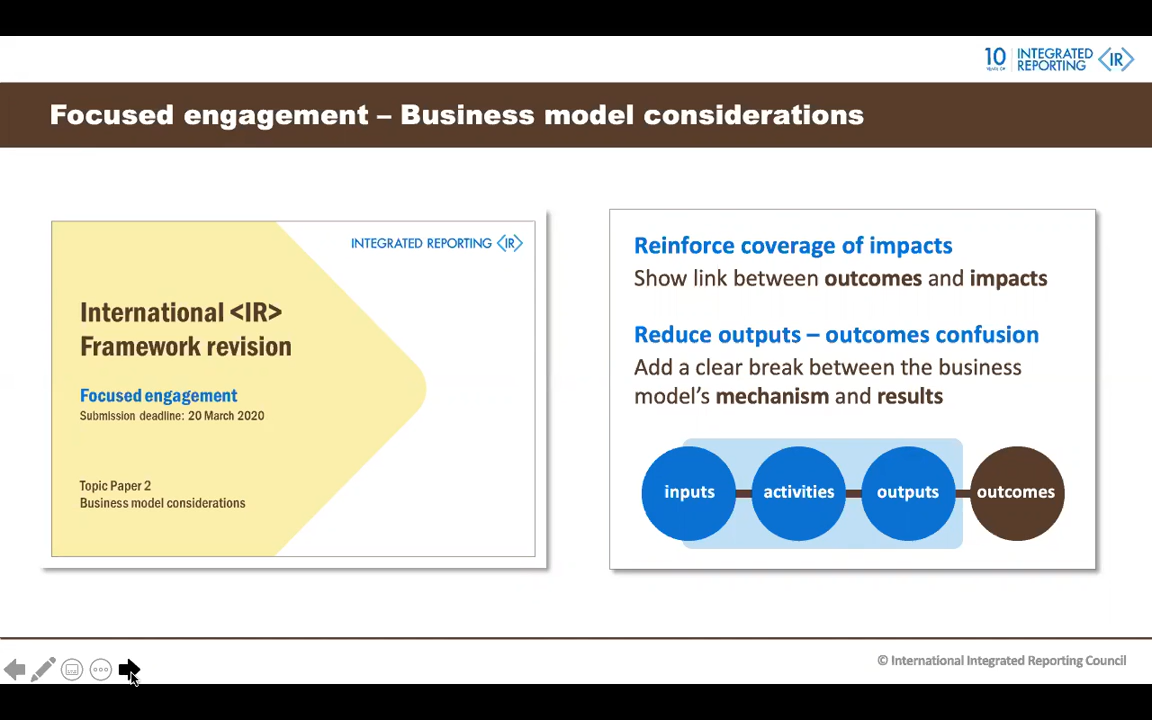 10
INTEGRATED
REPORTING
<IR>
Focused engagement – Business model considerations
INTEGRATED REPORTING <IR>
International <IR>
Framework revision
Focused engagement
Submission deadline: 20 March 2020
Topic Paper 2
Business model considerations
Reinforce coverage of impacts
Show link between outcomes and impacts
Reduce outputs – outcomes confusion
Add a clear break between the business
model's mechanism and results
inputs activities outputs outcomes
© International Integrated Reporting Council